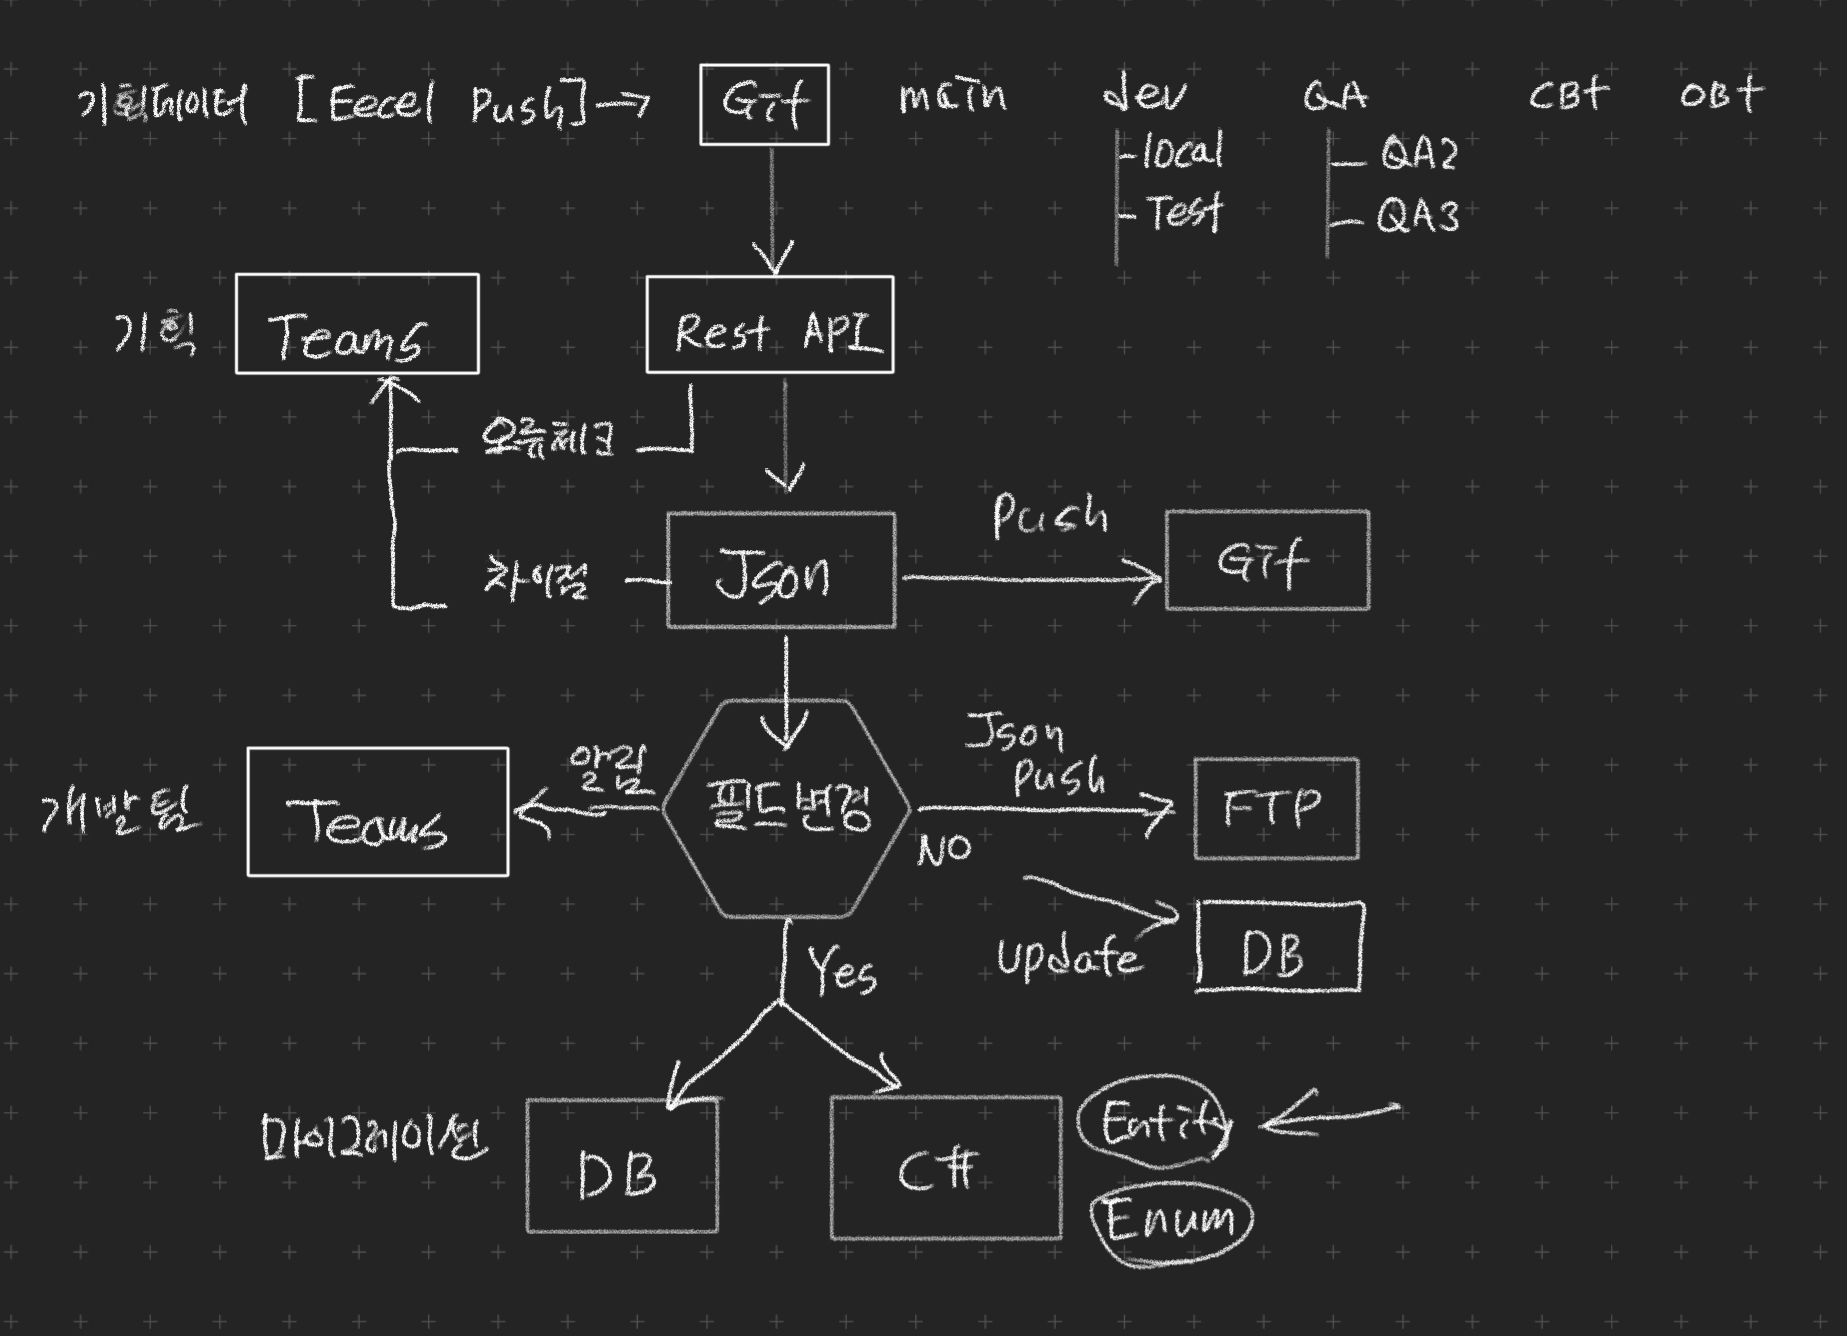 기획데이터 [Eecel Push] → Git main dev QA CBt OBt
local QA2
Test QA3
기획 Teams Rest API
오류체크
Push
차이점 Json Git
Json
알림 Push
개발팀 Teams 필드변경 FTP
NO
Yes update DB
마이그레이션 DB C# Entity
Enum